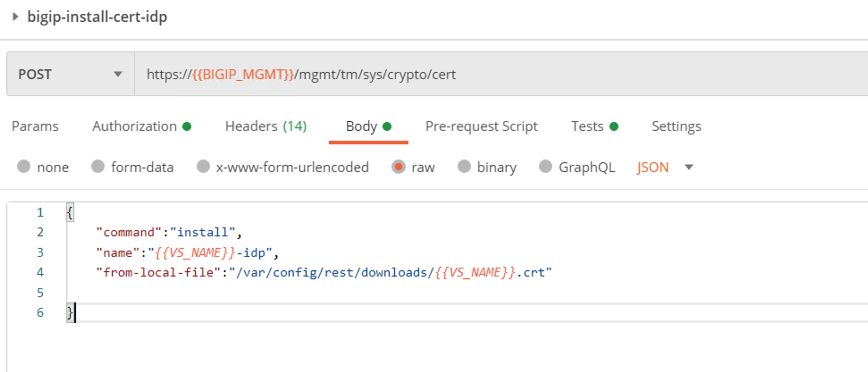 bigip-install-cert-idp
POST https://{{BIGIP_MGMT}}/mgmt/tm/sys/crypto/cert
Params Authorization Headers (14) Body Pre-request Script Tests Settings
none form-data x-www-form-urlencoded raw binary GraphQL JSON
1 {
2 "command":"install",
3 "name":"{{VS_NAME}}-idp",
4 "from-local-file":"/var/config/rest/downloads/{{VS_NAME}}.crt"
5
6 }